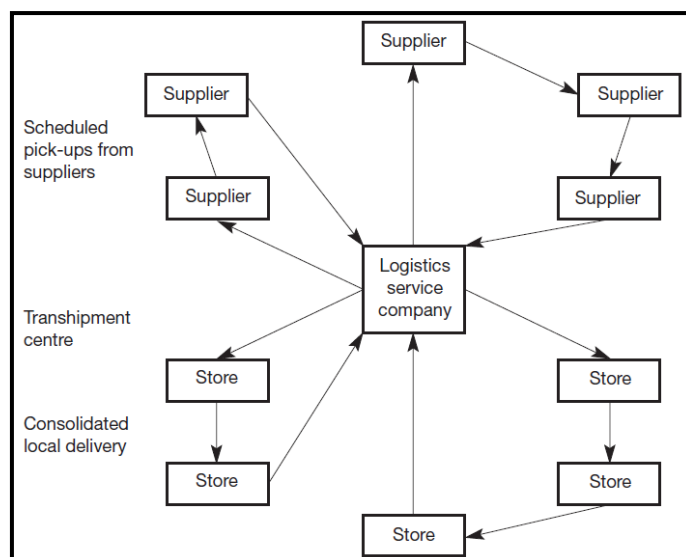 Supplier
Supplier
Supplier
Scheduled
pick-ups from
suppliers
Supplier
Supplier
Logistics
service
company
Transhipment
centre
Store
Store
Consolidated
local delivery
Store
Store
Store